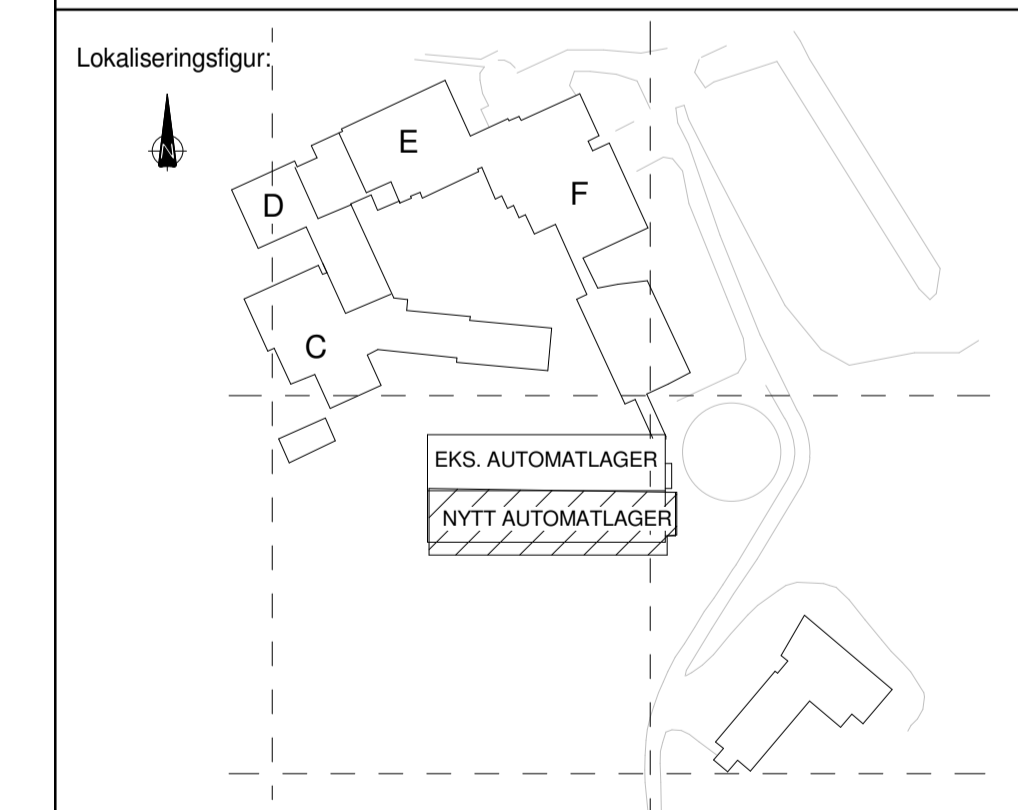 Lokaliseringsfigur:
N
E
D
F
C
EKS. AUTOMATLAGER
NYTT AUTOMATLAGER